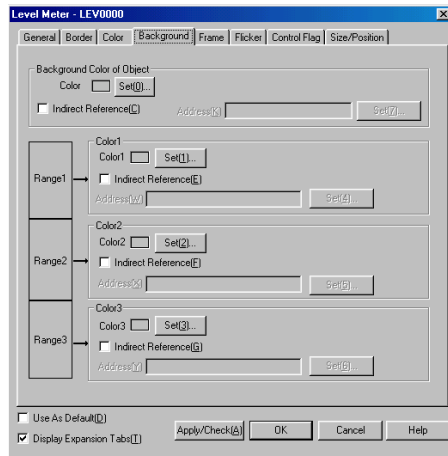 Level Meter - LEV0000
General Border Color Background Frame Flicker Control Flag Size/Position
Background Color of Object
Color Set(0)...
Indirect Reference(C) Address(K) Set(7)...
Color1
Color1 Set(1)...
Range1 Indirect Reference(E)
Address(W) Set(4)...
Color2
Color2 Set(2)...
Range2 Indirect Reference(F)
Address(X) Set(5)...
Color3
Color3 Set(3)...
Range3 Indirect Reference(G)
Address(Y) Set(6)...
Use As Default(D)
Display Expansion Tabs(T)
Apply/Check(A) OK Cancel Help